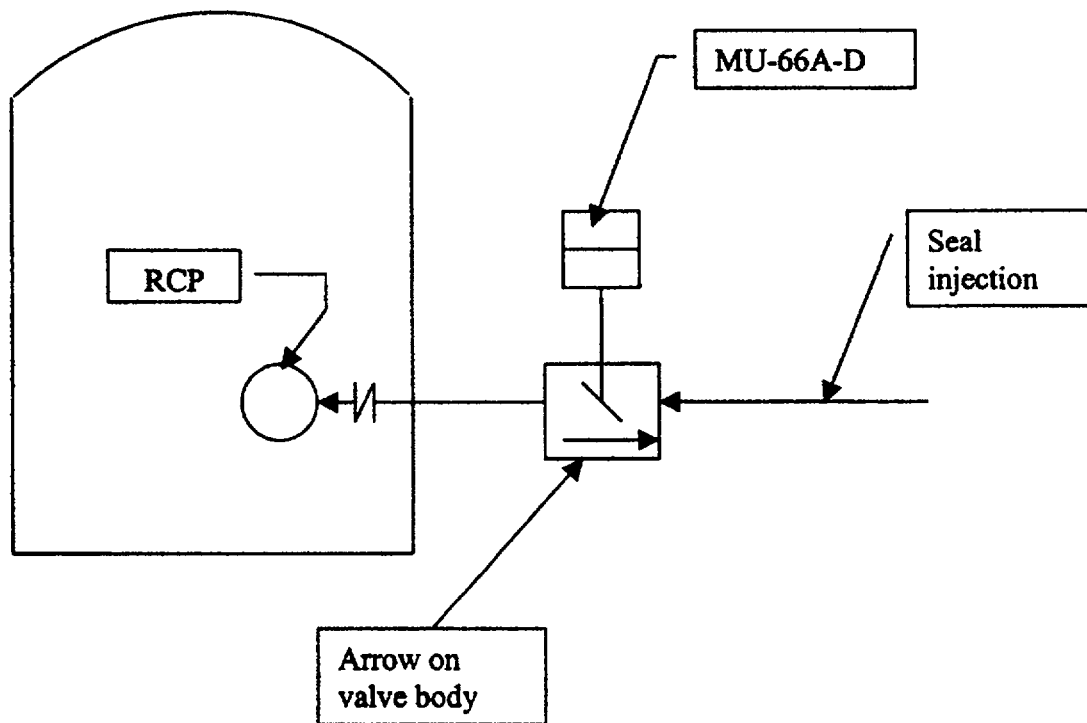 MU-66A-D
Seal
injection
RCP
Arrow on
valve body